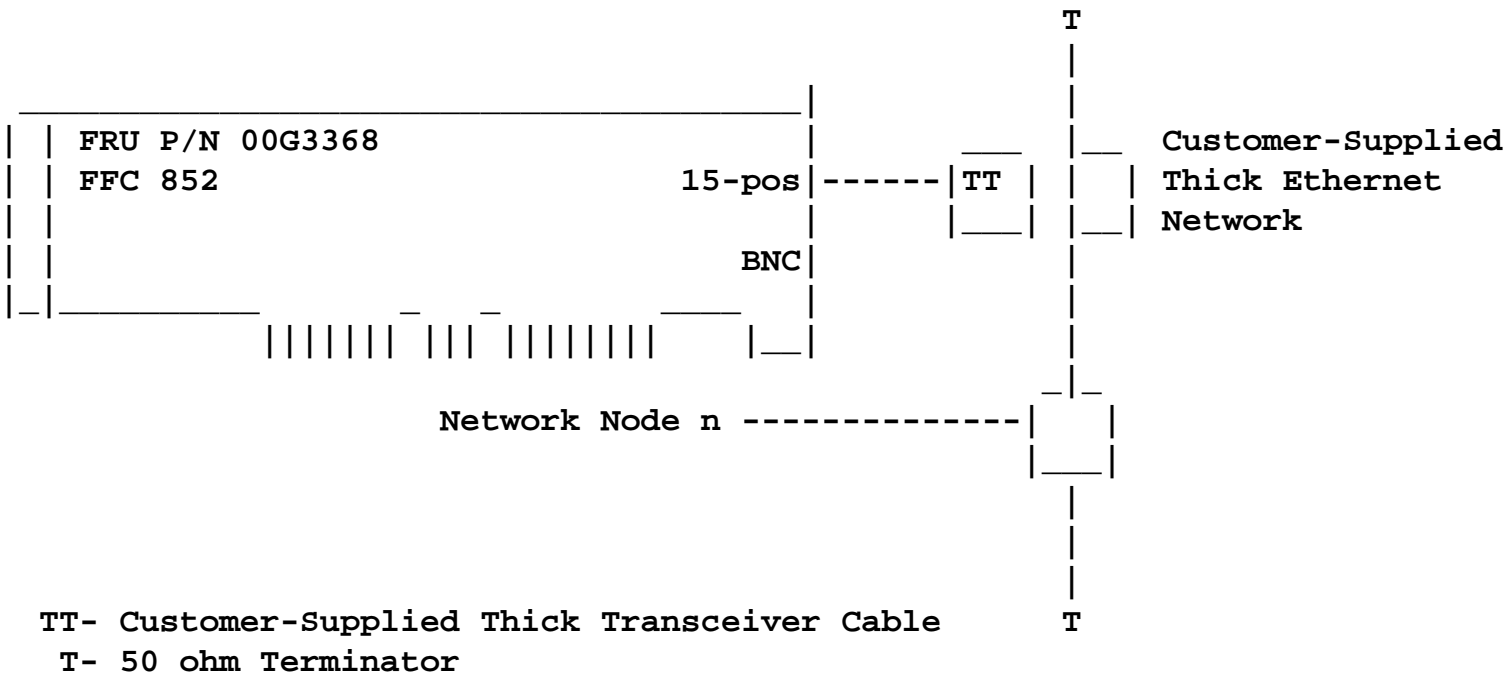 T
FRU P/N 00G3368
Customer-Supplied
FFC 852
15-pos
TT
Thick Ethernet
Network
BNC
Network Node n
TT- Customer-Supplied Thick Transceiver Cable
T
T- 50 ohm Terminator